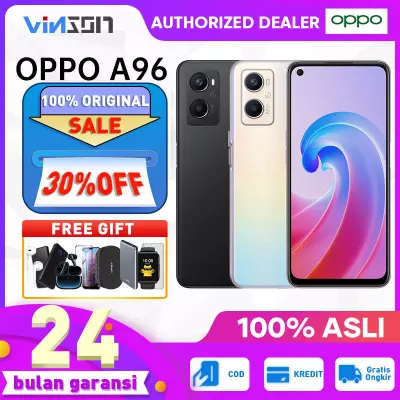 VINSON
AUTHORIZED DEALER
oppo
OPPO A96
100% ORIGINAL
SALE
30%OFF
FREE GIFT
24
bulan garansi
100% ASLI
COD
KREDIT
Gratis
Ongkir